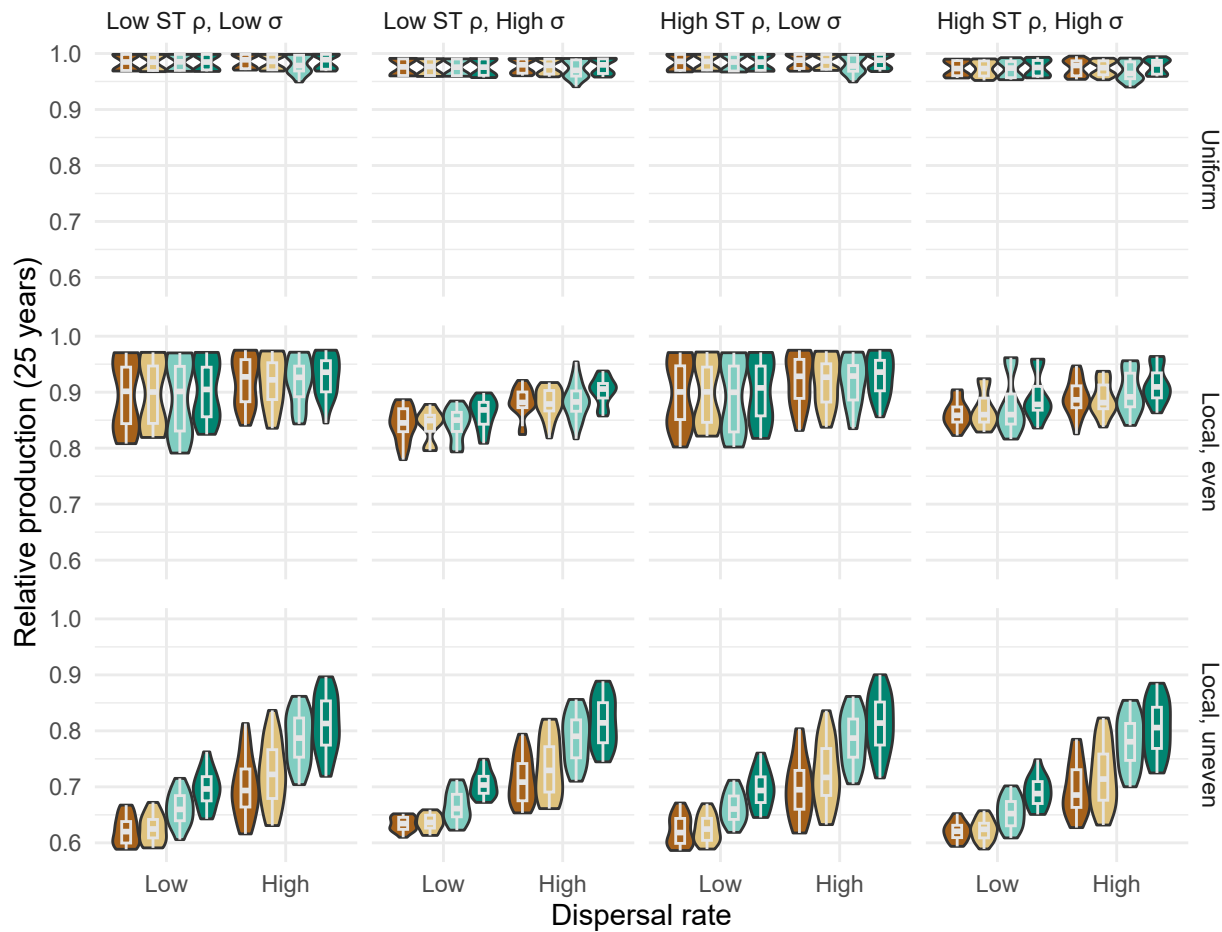 Low ST ρ, Low σ
Low ST ρ, High σ
High ST ρ, Low σ
High ST ρ, High σ
Relative production (25 years)
1.0
0.9
0.8
0.7
0.6
Uniform
1.0
0.9
0.8
0.7
0.6
Local, even
1.0
0.9
0.8
0.7
0.6
Local, uneven
Low
High
Low
High
Low
High
Low
High
Dispersal rate